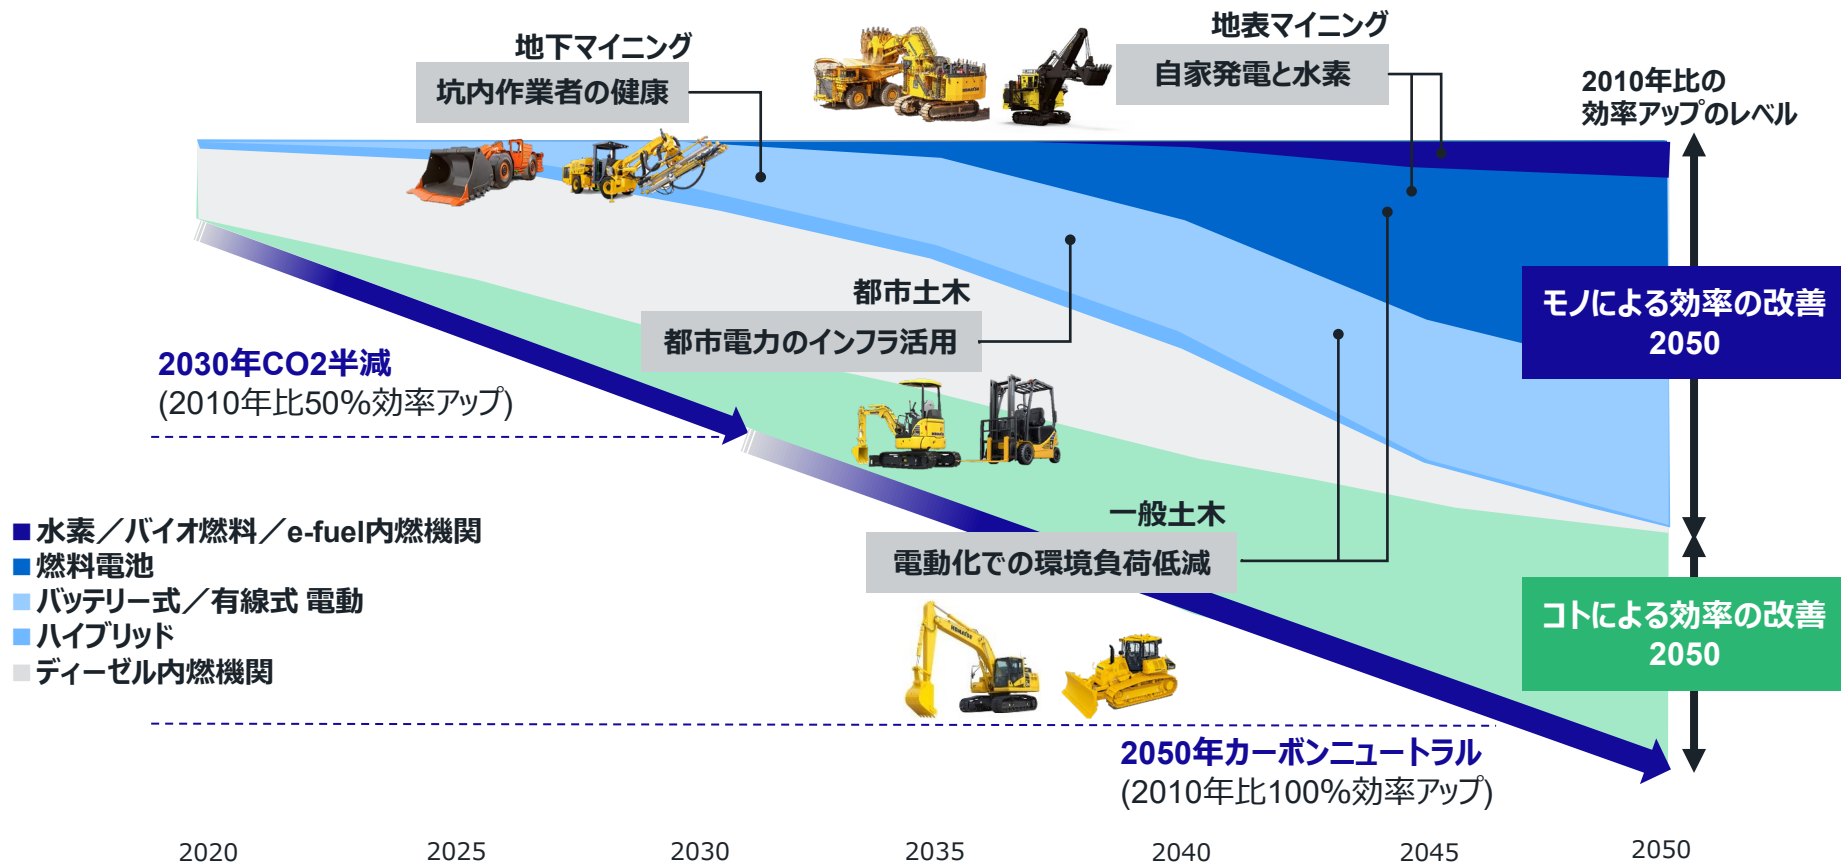 地下マイニング
坑内作業者の健康
地表マイニング
自家発電と水素
2010年比の
効率アップのレベル
都市土木
都市電力のインフラ活用
モノによる効率の改善
2050
2030年CO2半減
(2010年比50%効率アップ)
一般土木
電動化での環境負荷低減
■水素／バイオ燃料／e-fuel内燃機関
■燃料電池
■バッテリー式／有線式 電動
■ハイブリッド
■ディーゼル内燃機関
コトによる効率の改善
2050
2050年カーボンニュートラル
(2010年比100%効率アップ)
2020 2025 2030 2035 2040 2045 2050
KOMATSU
KOMATSU